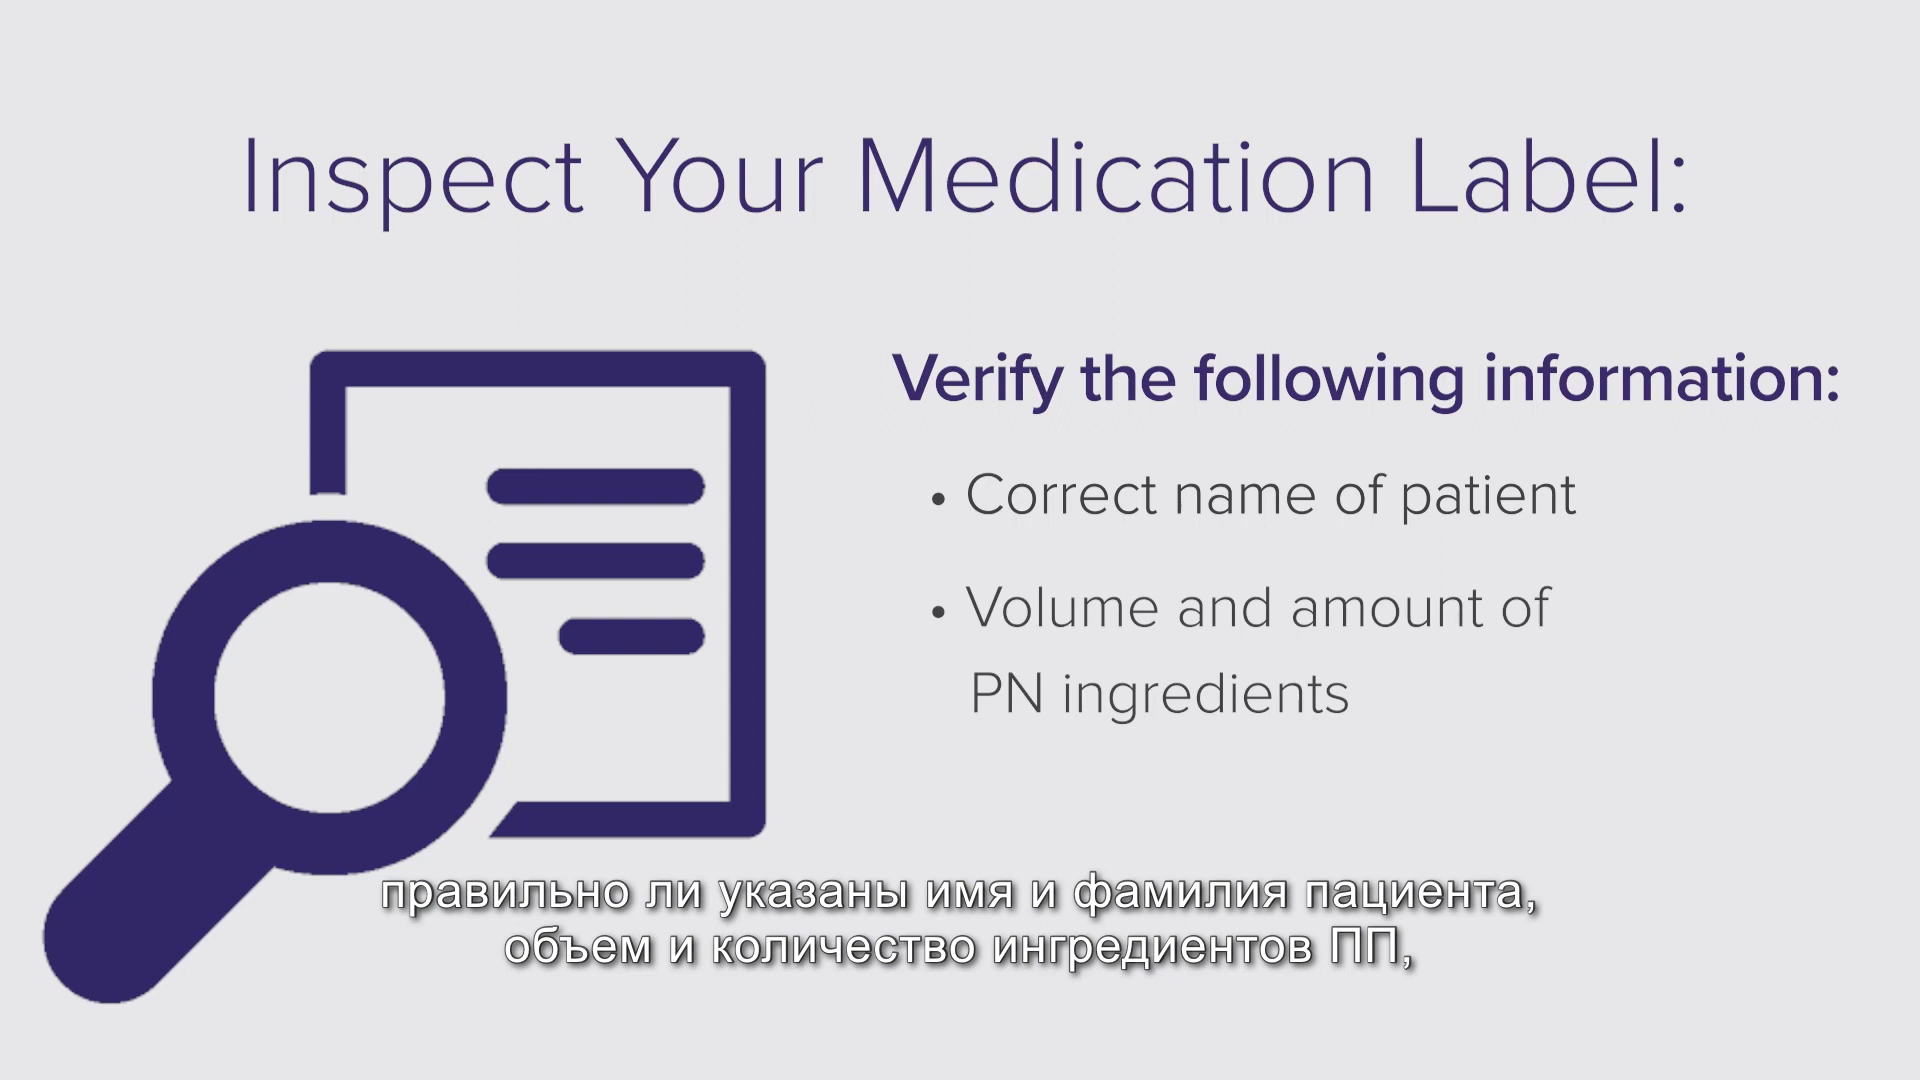 Inspect Your Medication Label:
Verify the following information:
• Correct name of patient
• Volume and amount of
PN ingredients
правильно ли указаны имя и фамилия пациента,
объем и количество ингредиентов ПП,